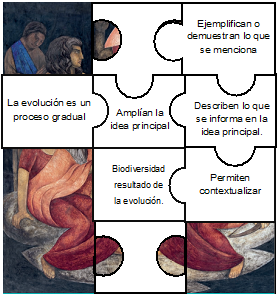 Ejemplifican o
demuestran lo que
se menciona
La evolución es un
proceso gradual
Amplían la
idea principal
Describen lo que
se informa en la
idea principal.
Biodiversidad
resultado de
la evolución.
Permiten
contextualizar